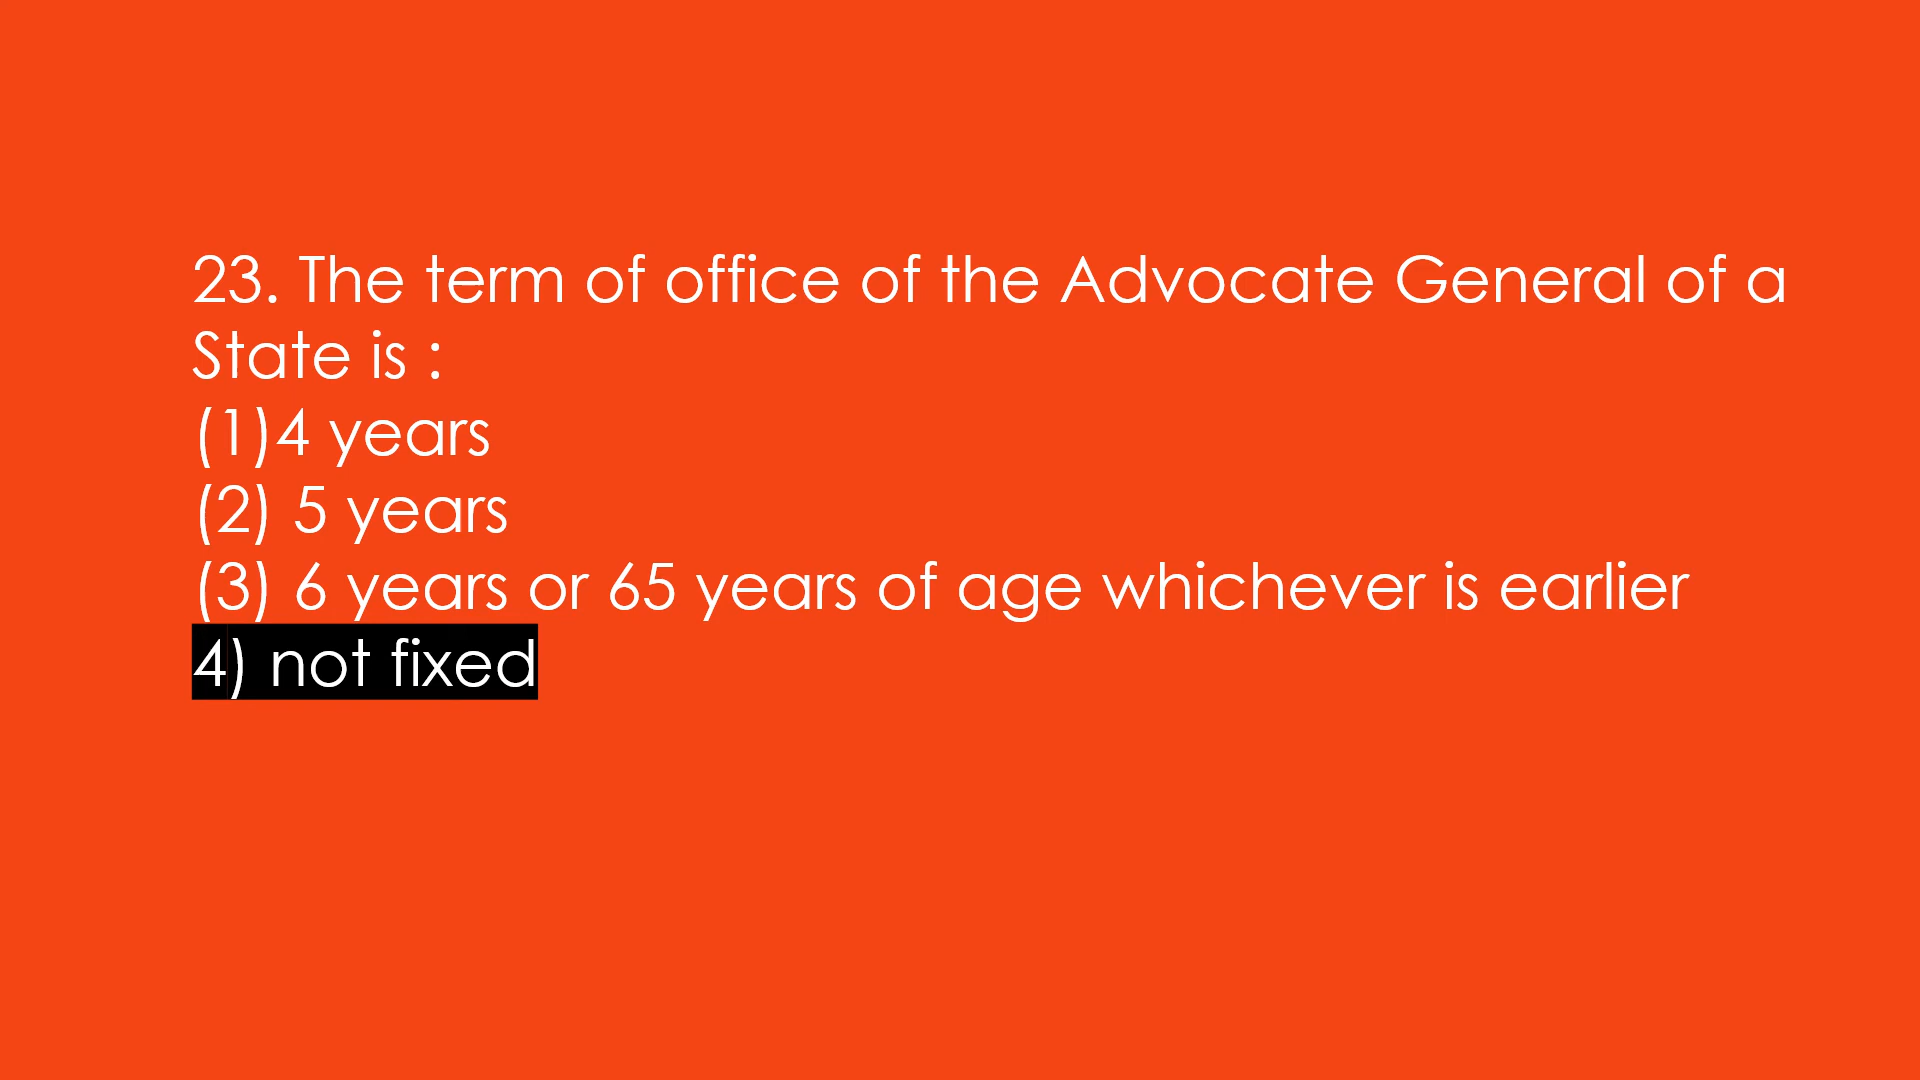 23. The term of office of the Advocate General of a
State is :
(1)4 years
(2) 5 years
(3) 6 years or 65 years of age whichever is earlier
4) not fixed